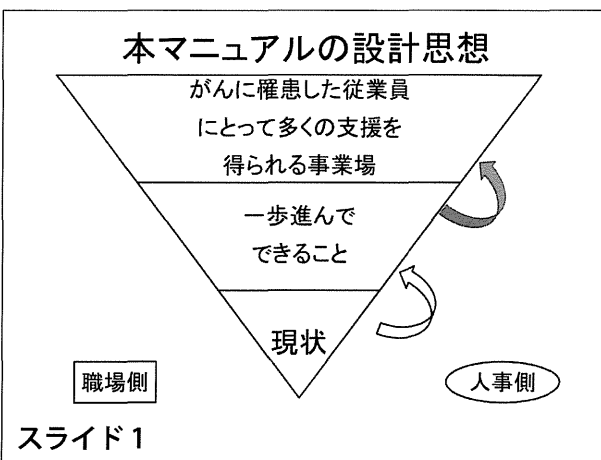 本マニュアルの設計思想
がんに罹患した従業員
にとって多くの支援を
得られる事業場
一歩進んで
できること
現状
職場側
人事側
スライド1